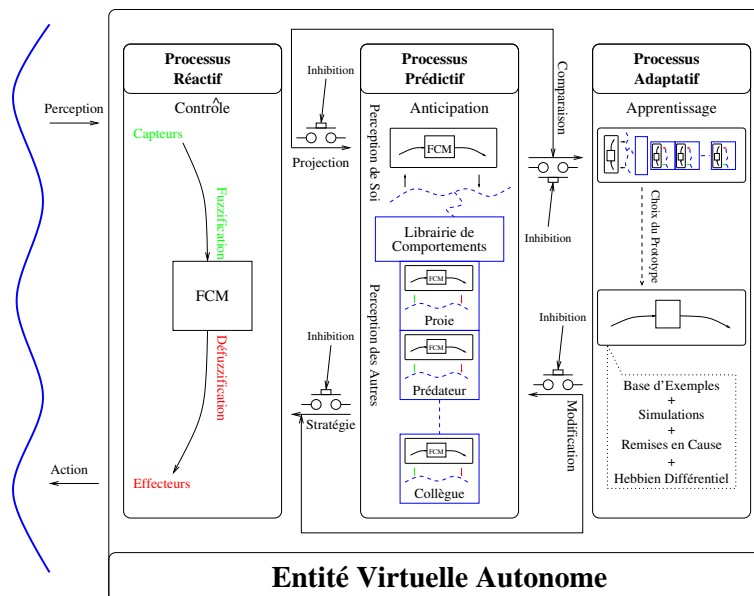 Perception
Action
Processus
Réactif
Contrôle
Capteurs
Fuzzification
FCM
Défuzzification
Effecteurs
Inhibition
Projection
Inhibition
Stratégie
Processus
Prédictif
Anticipation
Perception de Soi
FCM
Librairie de
Comportements
Perception des Autres
FCM
Proie
FCM
Prédateur
FCM
Collègue
Comparaison
Inhibition
Inhibition
Modification
Processus
Adaptatif
Apprentissage
Choix du Prototype
Base d'Exemples
+
Simulations
+
Remises en Cause
+
Hebbien Différentiel
Entité Virtuelle Autonome